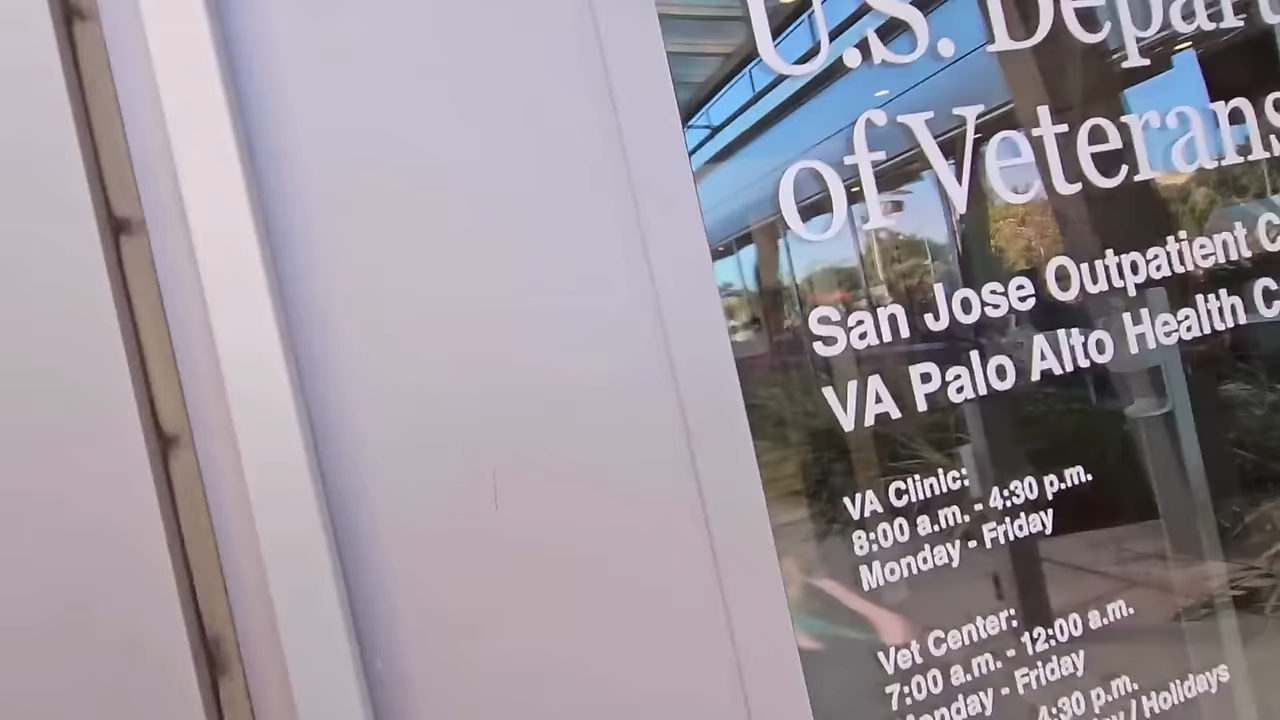 U.S. Depart
of Veterans
San Jose Outpatient C
VA Palo Alto Health C
VA Clinic:
8:00 a.m. - 4:30 p.m.
Monday - Friday
Vet Center:
7:00 a.m. - 12:00 a.m.
Monday - Friday
4:30 p.m.
/ Holidays